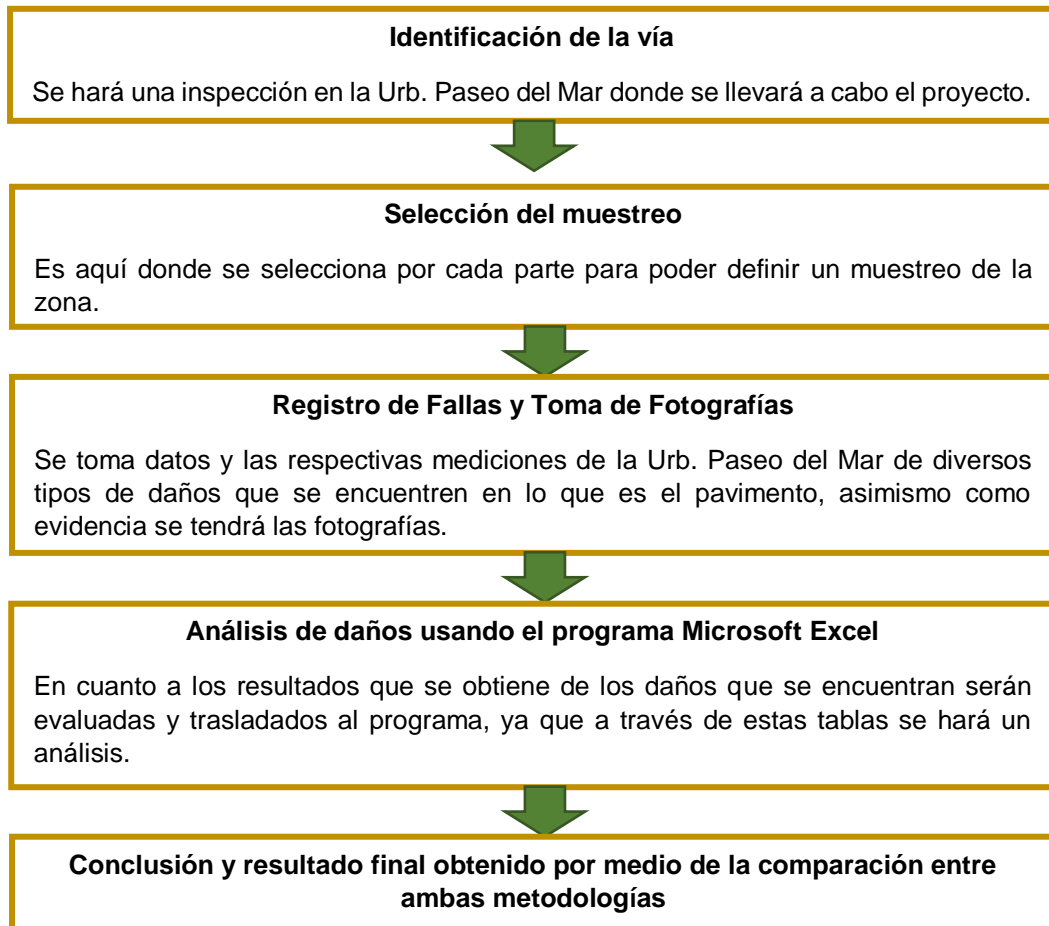 Identificación de la vía
Se hará una inspección en la Urb. Paseo del Mar donde se llevará a cabo el proyecto.
Selección del muestreo
Es aquí donde se selecciona por cada parte para poder definir un muestreo de la
zona.
Registro de Fallas y Toma de Fotografías
Se toma datos y las respectivas mediciones de la Urb. Paseo del Mar de diversos
tipos de daños que se encuentren en lo que es el pavimento, asimismo como
evidencia se tendrá las fotografías.
Análisis de daños usando el programa Microsoft Excel
En cuanto a los resultados que se obtiene de los daños que se encuentran serán
evaluadas y trasladados al programa, ya que a través de estas tablas se hará un
análisis.
Conclusión y resultado final obtenido por medio de la comparación entre
ambas metodologías